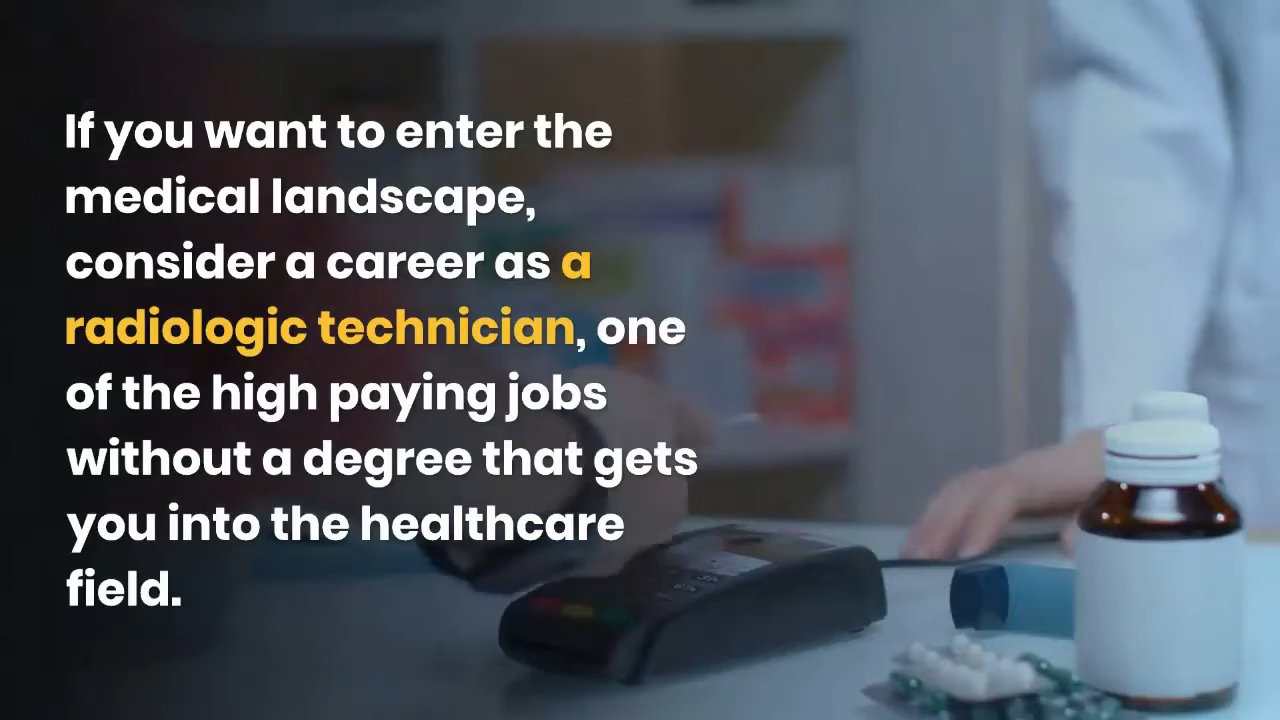 If you want to enter the
medical landscape,
consider a career as a
radiologic technician, one
of the high paying jobs
without a degree that gets
you into the healthcare
field.